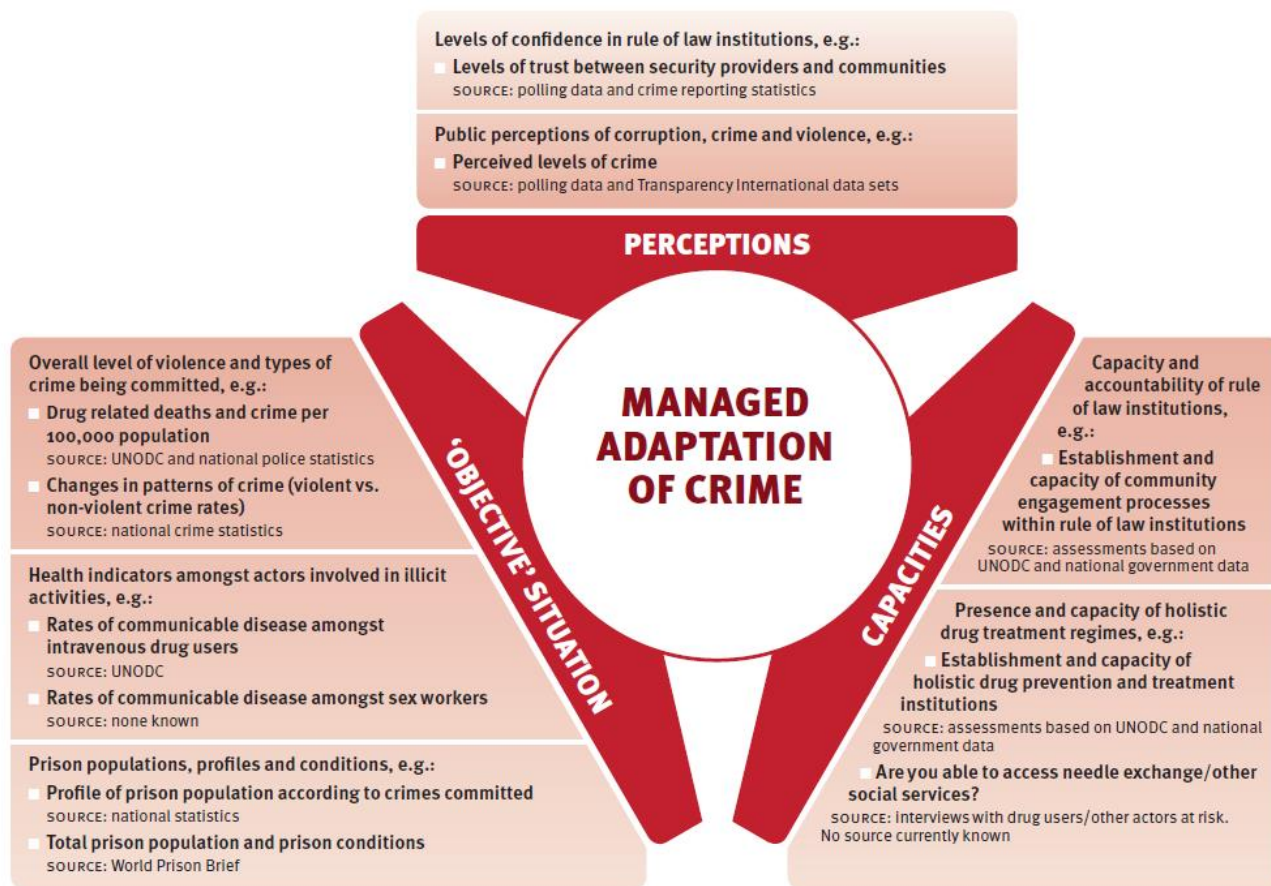 Levels of confidence in rule of law institutions, e.g.:
Levels of trust between security providers and communities
SOURCE: polling data and crime reporting statistics
Public perceptions of corruption, crime and violence, e.g.:
Perceived levels of crime
SOURCE: polling data and Transparency International data sets
PERCEPTIONS
MANAGED
ADAPTATION
OF CRIME
‘OBJECTIVE’ SITUATION
CAPACITIES
Overall level of violence and types of
crime being committed, e.g.:
Drug related deaths and crime per
100,000 population
SOURCE: UNODC and national police statistics
Changes in patterns of crime (violent vs.
non-violent crime rates)
SOURCE: national crime statistics
Health indicators amongst actors involved in illicit
activities, e.g.:
Rates of communicable disease amongst
intravenous drug users
SOURCE: UNODC
Rates of communicable disease amongst sex workers
SOURCE: none known
Prison populations, profiles and conditions, e.g.:
Profile of prison population according to crimes committed
SOURCE: national statistics
Total prison population and prison conditions
SOURCE: World Prison Brief
Capacity and
accountability of rule
of law institutions,
e.g.:
Establishment and
capacity of community
engagement processes
within rule of law institutions
SOURCE: assessments based on
UNODC and national government data
Presence and capacity of holistic
drug treatment regimes, e.g.:
Establishment and capacity of
holistic drug prevention and treatment
institutions
SOURCE: assessments based on UNODC and national
government data
Are you able to access needle exchange/other
social services?
SOURCE: interviews with drug users/other actors at risk.
No source currently known